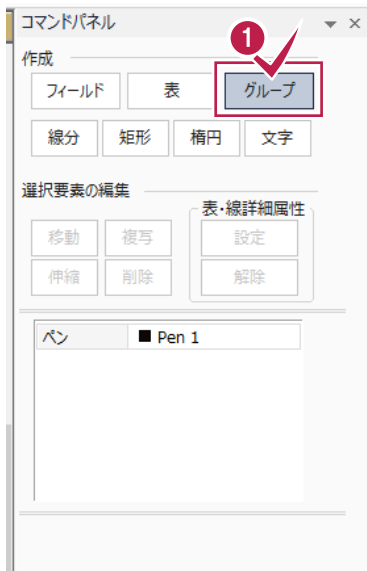 コマンドパネル
1
作成
フィールド 表 グループ
線分 矩形 楕円 文字
選択要素の編集
表・線詳細属性
移動 複写 設定
伸縮 削除 解除
ペン ■ Pen 1